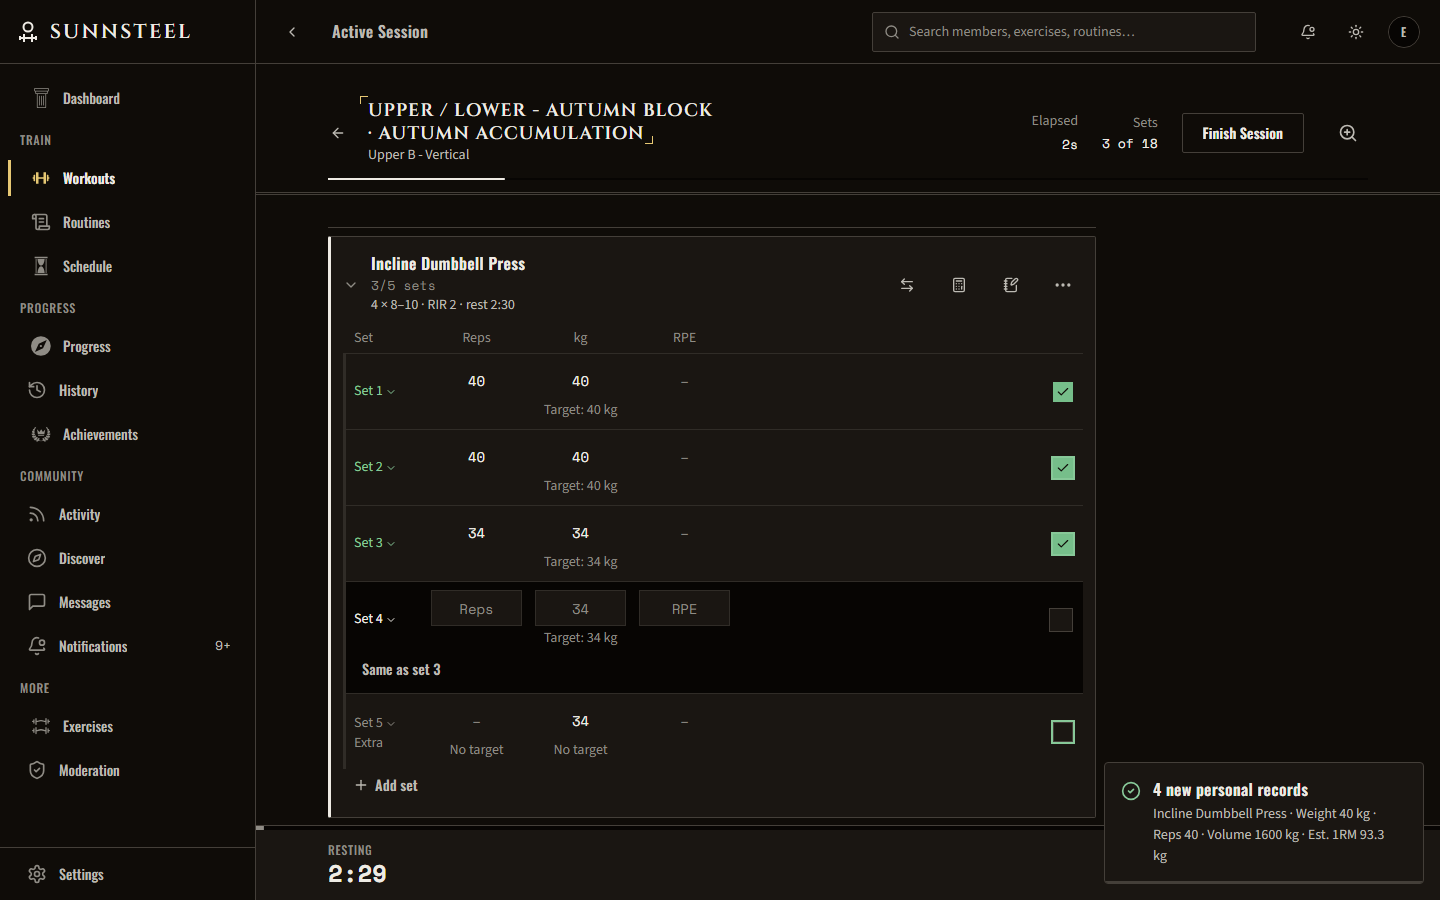 SUNNSTEEL
Active Session
Search members, exercises, routines...
E
Dashboard
TRAIN
Workouts
Routines
Schedule
PROGRESS
Progress
History
Achievements
COMMUNITY
Activity
Discover
Messages
Notifications 9+
MORE
Exercises
Moderation
Settings
UPPER / LOWER - AUTUMN BLOCK
· AUTUMN ACCUMULATION
Upper B - Vertical
Elapsed
2s
Sets
3 of 18
Finish Session
Incline Dumbbell Press
3/5 sets
4 × 8–10 · RIR 2 · rest 2:30
Set Reps kg RPE
Set 1 40 40 –
Target: 40 kg
Set 2 40 40 –
Target: 40 kg
Set 3 34 34 –
Target: 34 kg
Set 4 Reps 34 RPE
Target: 34 kg
Same as set 3
Set 5 – 34 –
Extra No target No target
Add set
RESTING
2:29
4 new personal records
Incline Dumbbell Press · Weight 40 kg ·
Reps 40 · Volume 1600 kg · Est. 1RM 93.3
kg